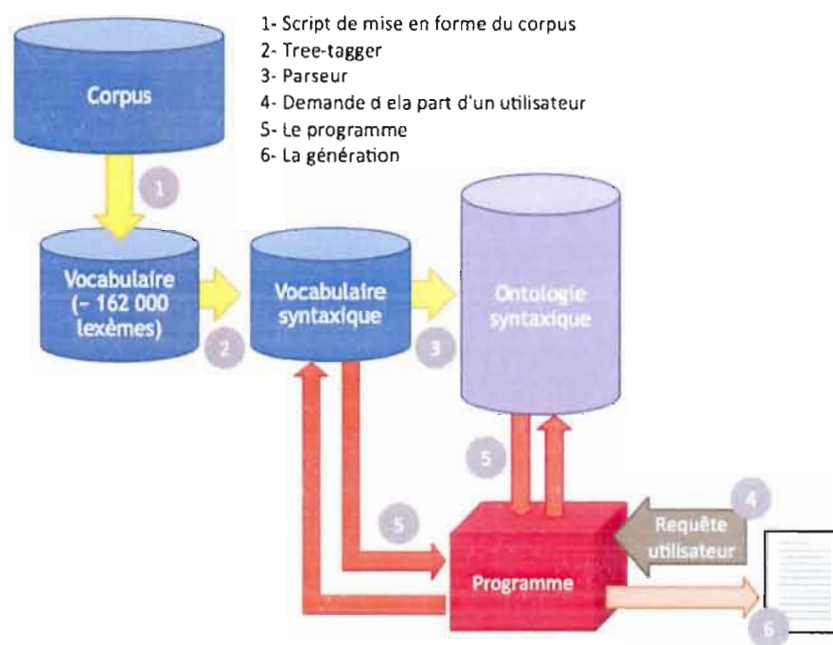 1- Script de mise en forme du corpus
2- Tree-tagger
3- Parseur
4- Demande d ela part d'un utilisateur
5- Le programme
6- La génération
Corpus
1
Vocabulaire
(~ 162 000
lexèmes)
2
Vocabulaire
syntaxique
3
Ontologie
syntaxique
5
5
4
Requête
utilisateur
Programme
6